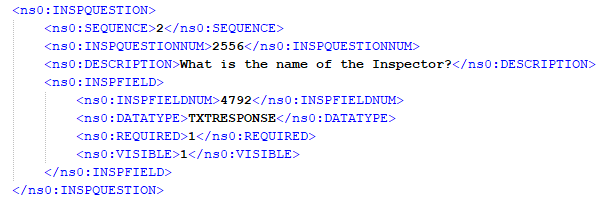 <ns0:INSPQUESTION>
<ns0:SEQUENCE>2</ns0:SEQUENCE>
<ns0:INSPQUESTIONNUM>2556</ns0:INSPQUESTIONNUM>
<ns0:DESCRIPTION>What is the name of the Inspector?</ns0:DESCRIPTION>
<ns0:INSPFIELD>
<ns0:INSPFIELDNUM>4792</ns0:INSPFIELDNUM>
<ns0:DATATYPE>TXTRESPONSE</ns0:DATATYPE>
<ns0:REQUIRED>1</ns0:REQUIRED>
<ns0:VISIBLE>1</ns0:VISIBLE>
</ns0:INSPFIELD>
</ns0:INSPQUESTION>